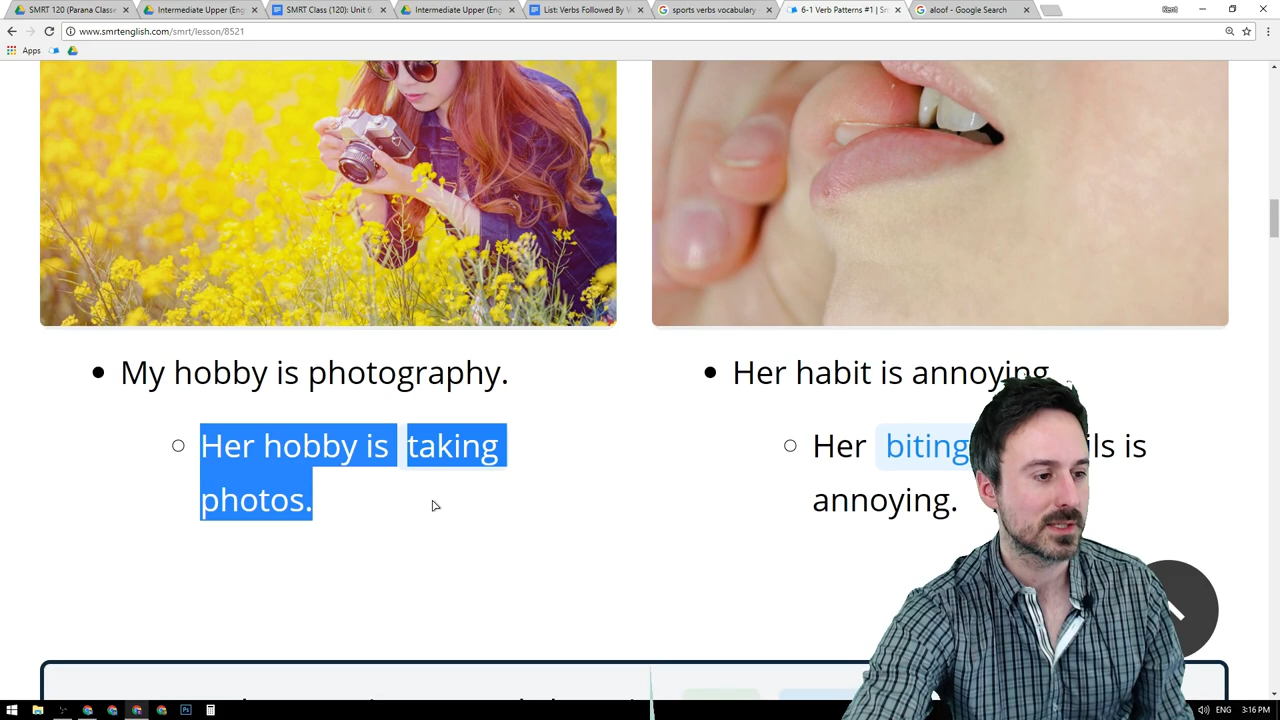 SMRT 120 (Parana Classe
Intermediate Upper (Eng
SMRT Class (120): Unit 6
Intermediate Upper (Eng
List: Verbs Followed By V
sports verbs vocabulary
6-1 Verb Patterns #1 | Sm
aloof - Google Search
Kent
www.smrtenglish.com/smrt/lesson/8521
Apps
My hobby is photography.
Her habit is annoying.
Her hobby is taking
photos.
Her biting ils is
annoying.
ENG 3:16 PM